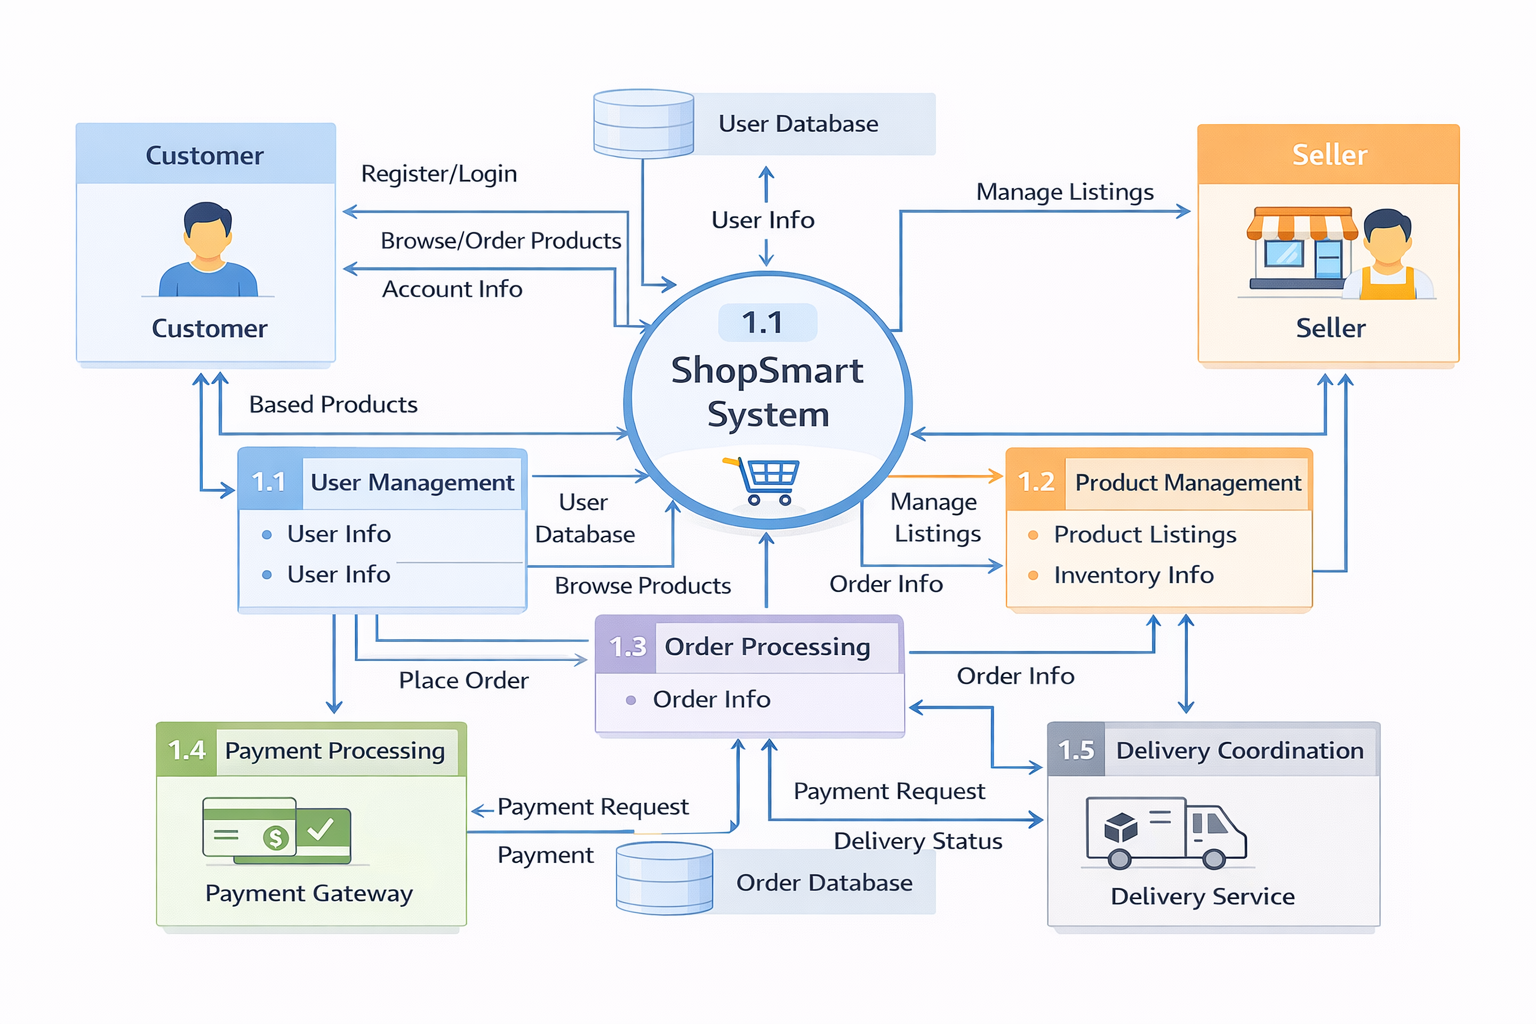 User Database
Customer
Seller
Register/Login
Manage Listings
User Info
Browse/Order Products
Account Info
Customer
Seller
1.1
ShopSmart
System
Based Products
1.1 User Management
User Info
User Info
User
Database
Browse Products
Manage
Listings
Order Info
1.2 Product Management
Product Listings
Inventory Info
1.3 Order Processing
Order Info
Place Order
Order Info
1.4 Payment Processing
$
Payment Gateway
Payment Request
Payment
Payment Request
Delivery Status
1.5 Delivery Coordination
Delivery Service
Order Database